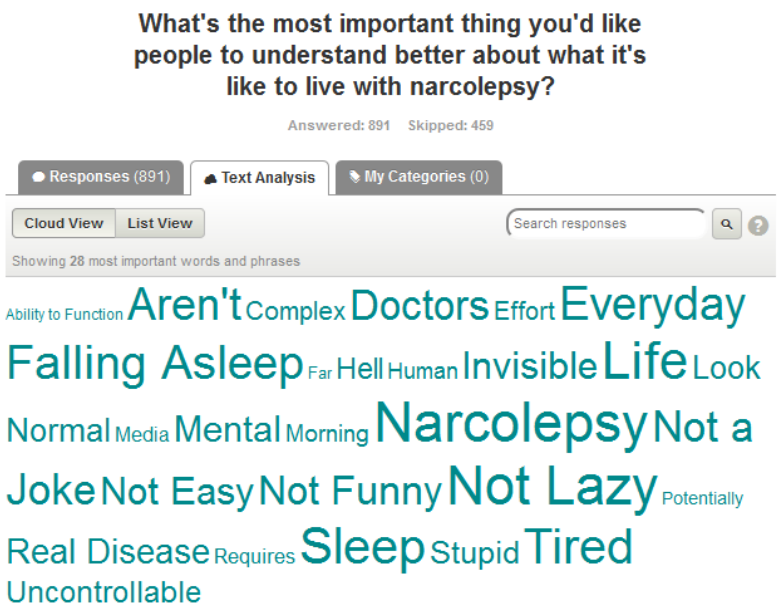 What's the most important thing you'd like
people to understand better about what it's
like to live with narcolepsy?
Answered: 891 Skipped: 459
Responses (891) Text Analysis My Categories (0)
Cloud View List View Search responses ?
Showing 28 most important words and phrases
Ability to Function Aren't Complex Doctors Effort Everyday
Falling Asleep Far Hell Human Invisible Life Look
Normal Media Mental Morning Narcolepsy Not a
Joke Not Easy Not Funny Not Lazy Potentially
Real Disease Requires Sleep Stupid Tired
Uncontrollable